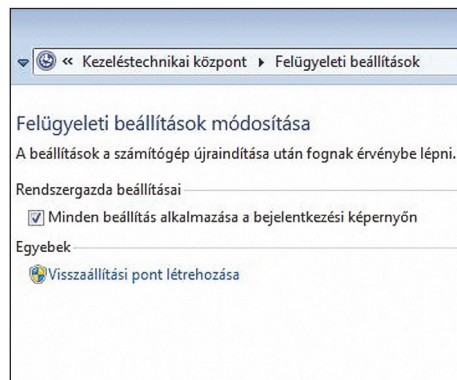 « Kezeléstechnikai központ ▸ Felügyeleti beállítások
Felügyeleti beállítások módosítása
A beállítások a számítógép újraindítása után fognak érvénybe lépni.
Rendszergazda beállításai
Minden beállítás alkalmazása a bejelentkezési képernyőn
Egyebek
Visszaállítási pont létrehozása